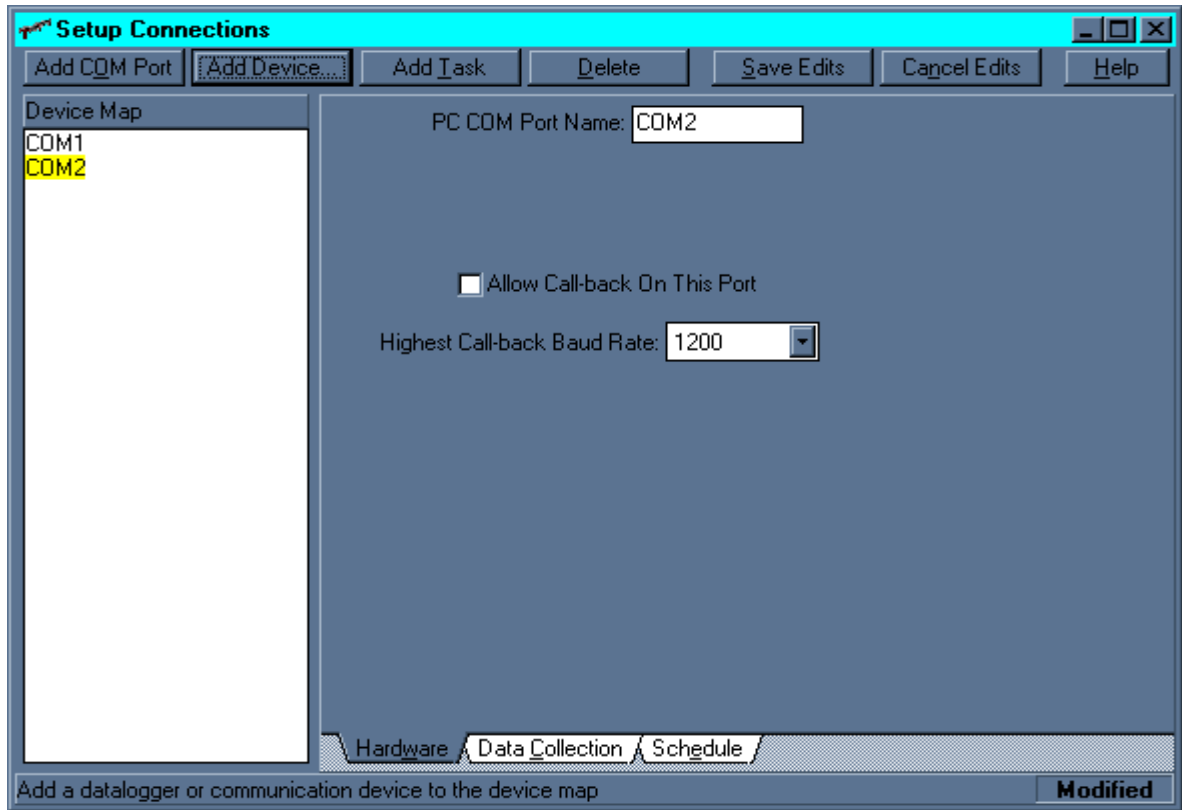 Setup Connections
Add COM Port Add Device... Add Task Delete Save Edits Cancel Edits Help
Device Map
COM1
COM2
PC COM Port Name: COM2
Allow Call-back On This Port
Highest Call-back Baud Rate: 1200
Hardware Data Collection Schedule
Add a datalogger or communication device to the device map Modified